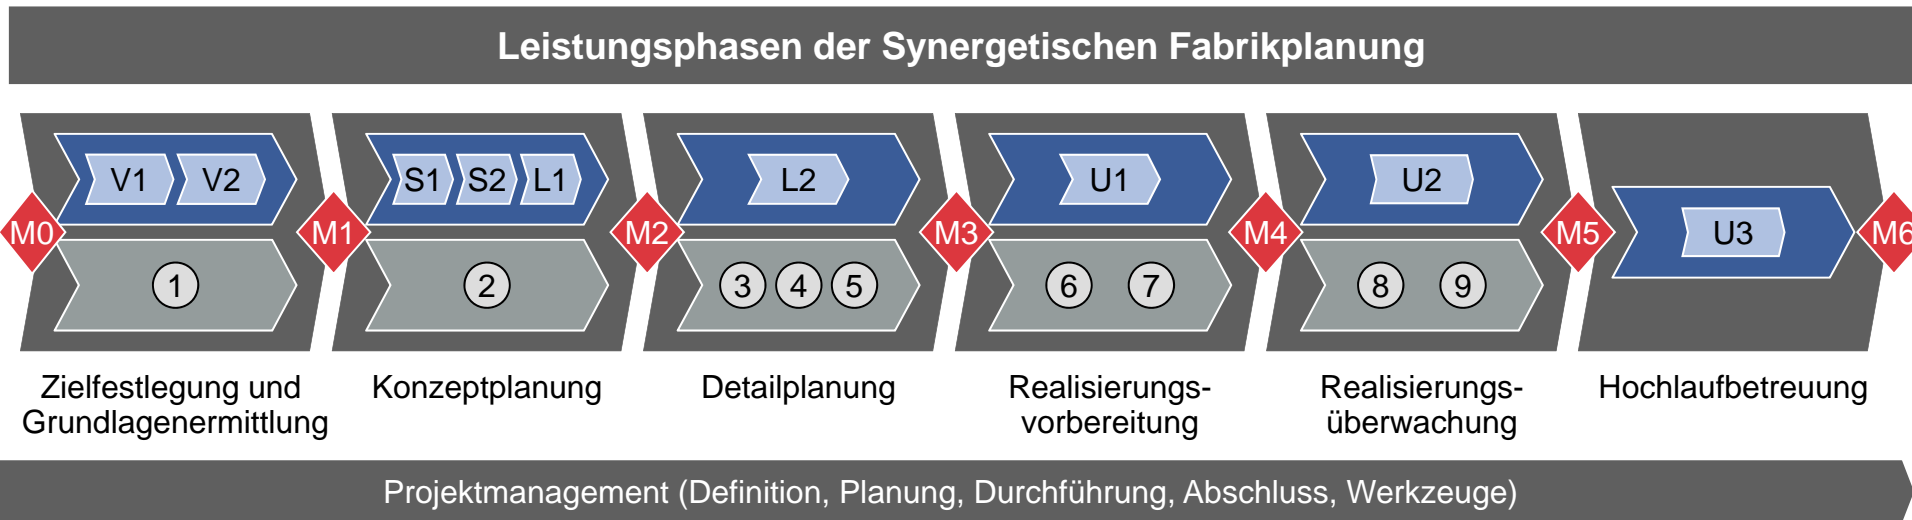 Leistungsphasen der Synergetischen Fabrikplanung
V1 V2 S1 S2 L1 L2 U1 U2
M0 M1 M2 M3 M4 M5 U3 M6
1 2 3 4 5 6 7 8 9
Zielfestlegung und Konzeptplanung Detailplanung Realisierungs- Realisierungs- Hochlaufbetreuung
Grundlagenermittlung vorbereitung überwachung
Projektmanagement (Definition, Planung, Durchführung, Abschluss, Werkzeuge)